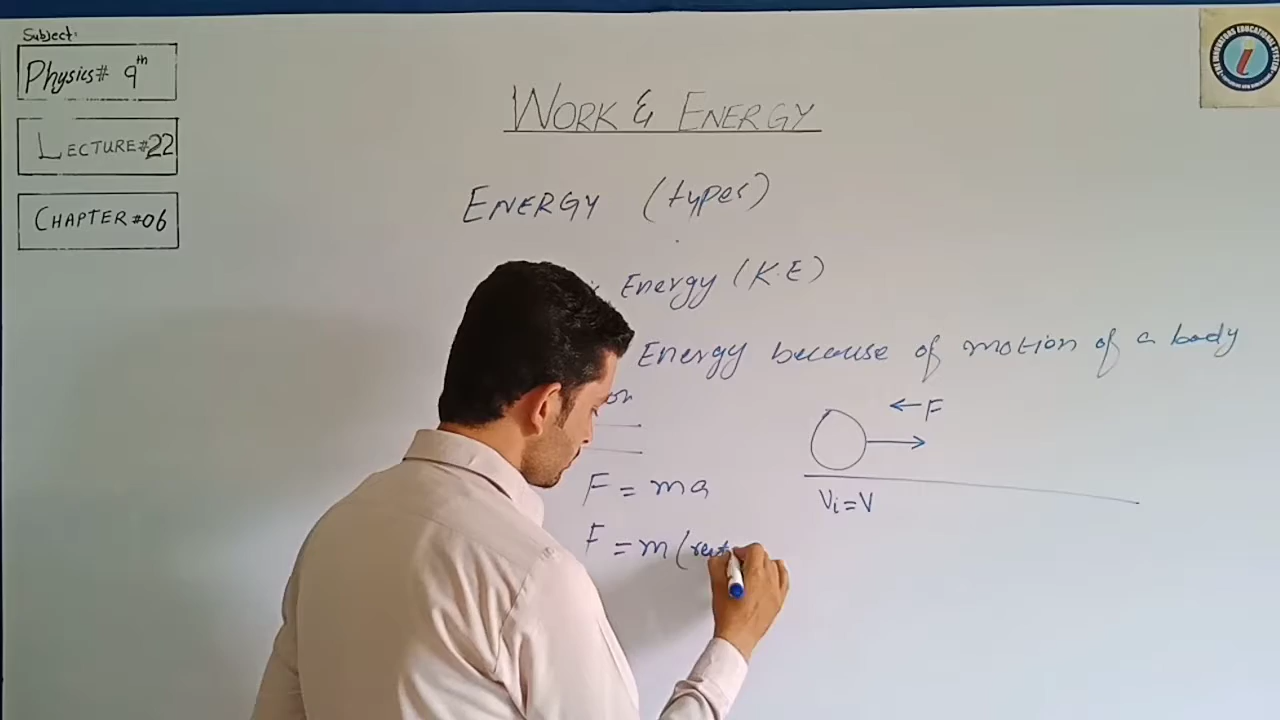 Subject:
Physics# 9th
LECTURE#22
CHAPTER#06
WORK & ENERGY
ENERGY (types)
Energy (K.E)
Energy because of motion of a body
← F
F = ma
Vi = V
F = m (